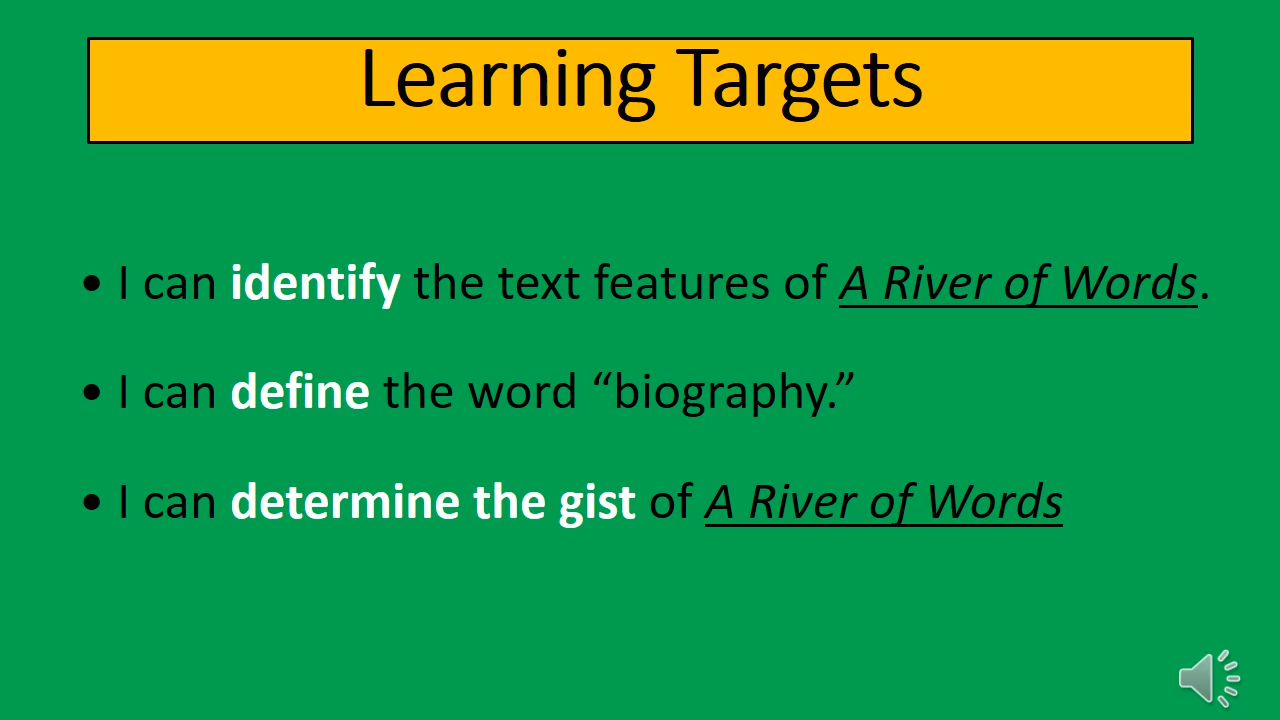 Learning Targets
• I can identify the text features of A River of Words.
• I can define the word “biography.”
• I can determine the gist of A River of Words